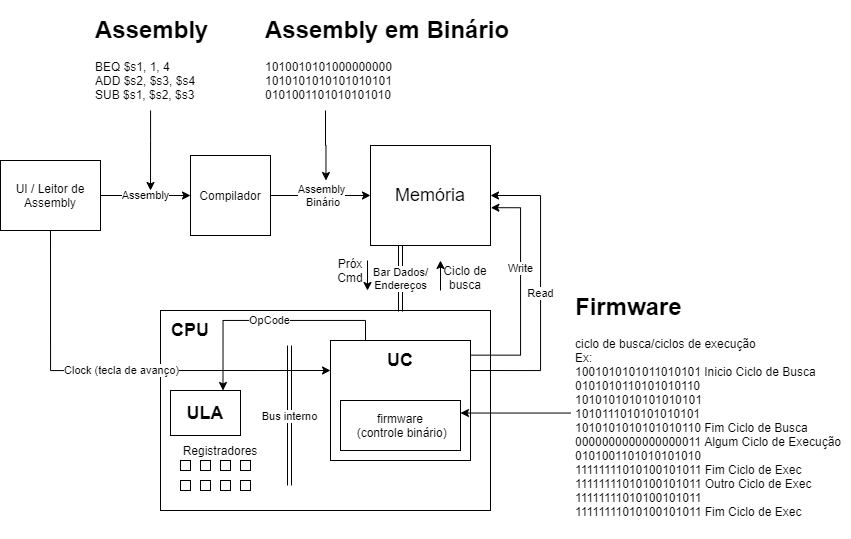 Assembly
Assembly em Binário
BEQ $s1, 1, 4
ADD $s2, $s3, $s4
SUB $s1, $s2, $s3
1010010101000000000
1010101010101010101
0101001101010101010
UI / Leitor de
Assembly
Assembly
Compilador
Assembly
Binário
Memória
Próx
Cmd
Bar Dados/
Endereços
Ciclo de
busca
Write
Read
CPU
OpCode
UC
Clock (tecla de avanço)
ULA
Bus interno
firmware
(controle binário)
Registradores
Firmware
ciclo de busca/ciclos de execução
Ex:
1001010101011010101 Inicio Ciclo de Busca
0101010110101010110
1010101010101010101
1010111010101010101
1010101010101010110 Fim Ciclo de Busca
0000000000000000011 Algum Ciclo de Execução
0101001101010101010
11111111010100101011 Fim Ciclo de Exec
11111111010100101011 Outro Ciclo de Exec
11111111010100101011
11111111010100101011 Fim Ciclo de Exec